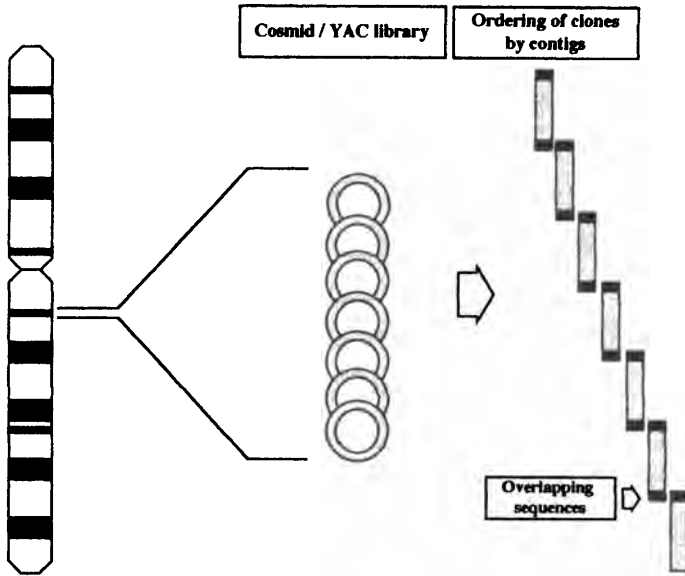 Cosmid / YAC library
Ordering of clones
by contigs
Overlapping
sequences